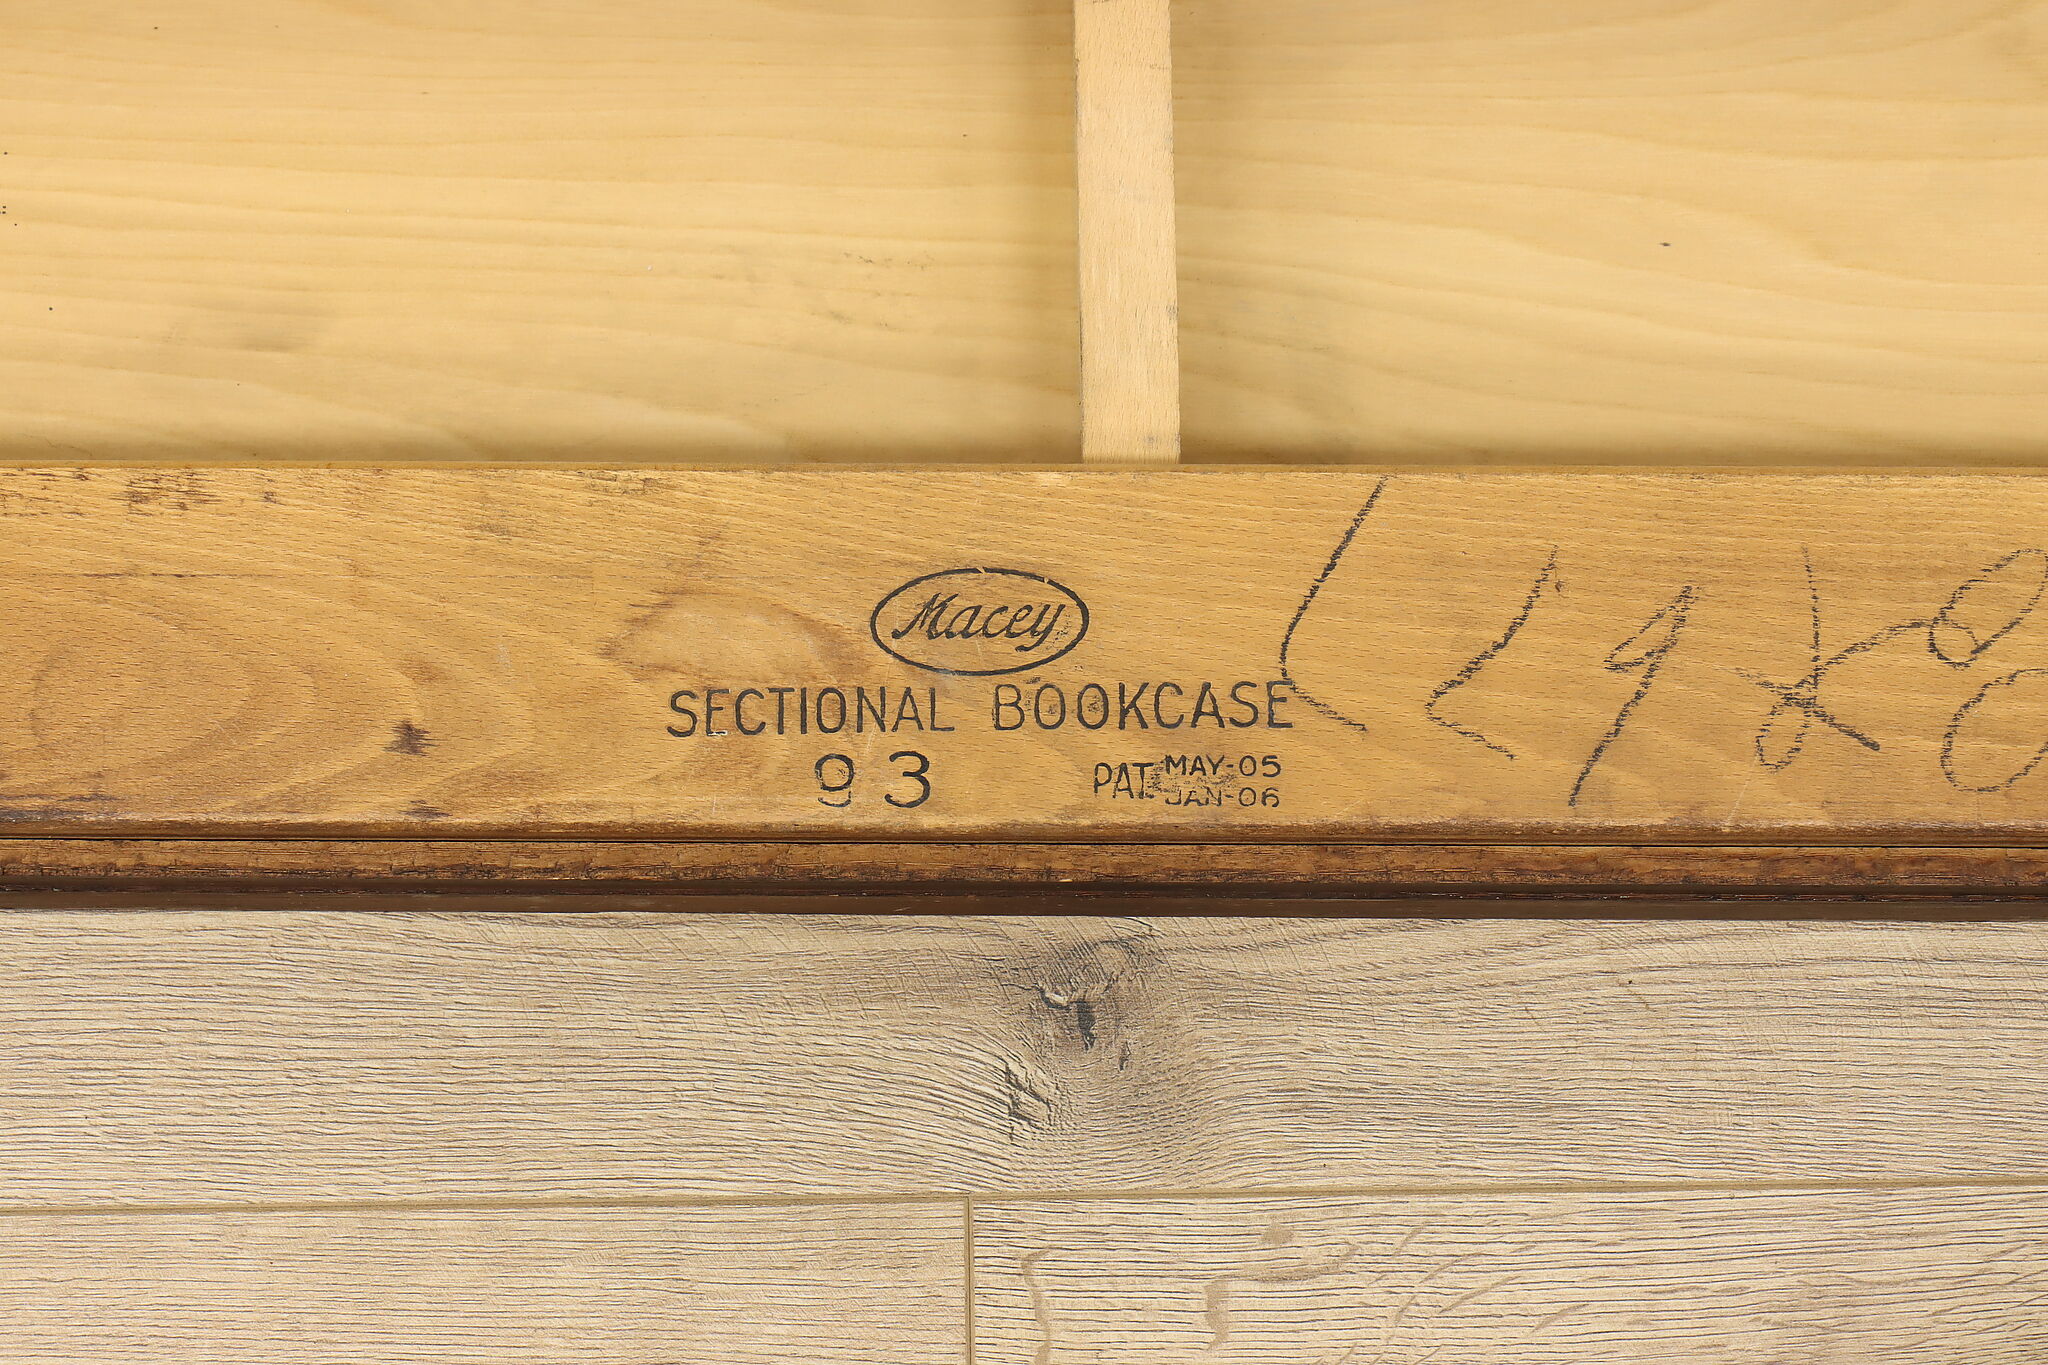 Macey
SECTIONAL BOOKCASE
93 PAT. MAY-05
JAN-06